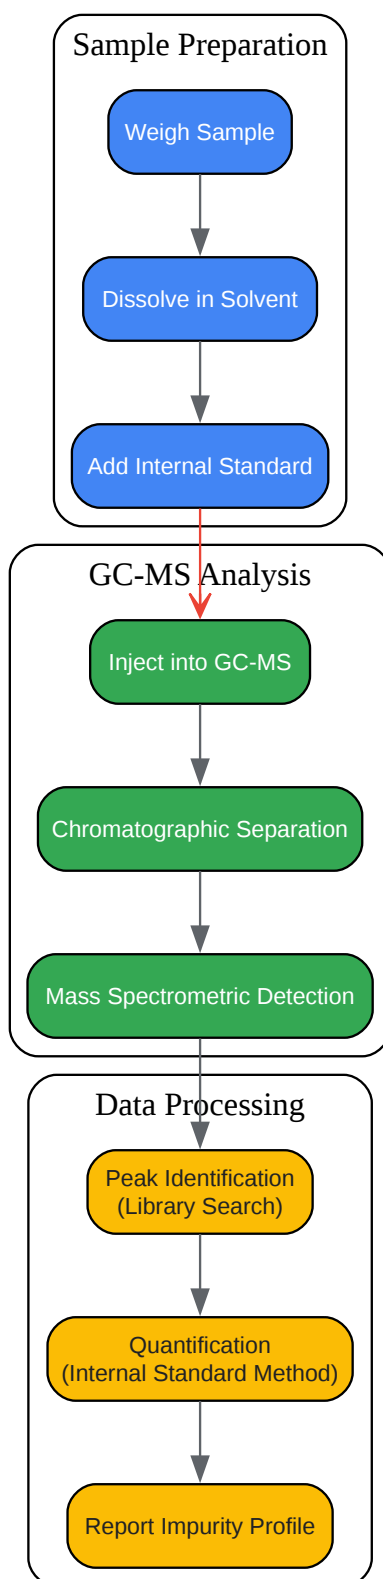 Sample Preparation
Weigh Sample
Dissolve in Solvent
Add Internal Standard
GC-MS Analysis
Inject into GC-MS
Chromatographic Separation
Mass Spectrometric Detection
Data Processing
Peak Identification
(Library Search)
Quantification
(Internal Standard Method)
Report Impurity Profile